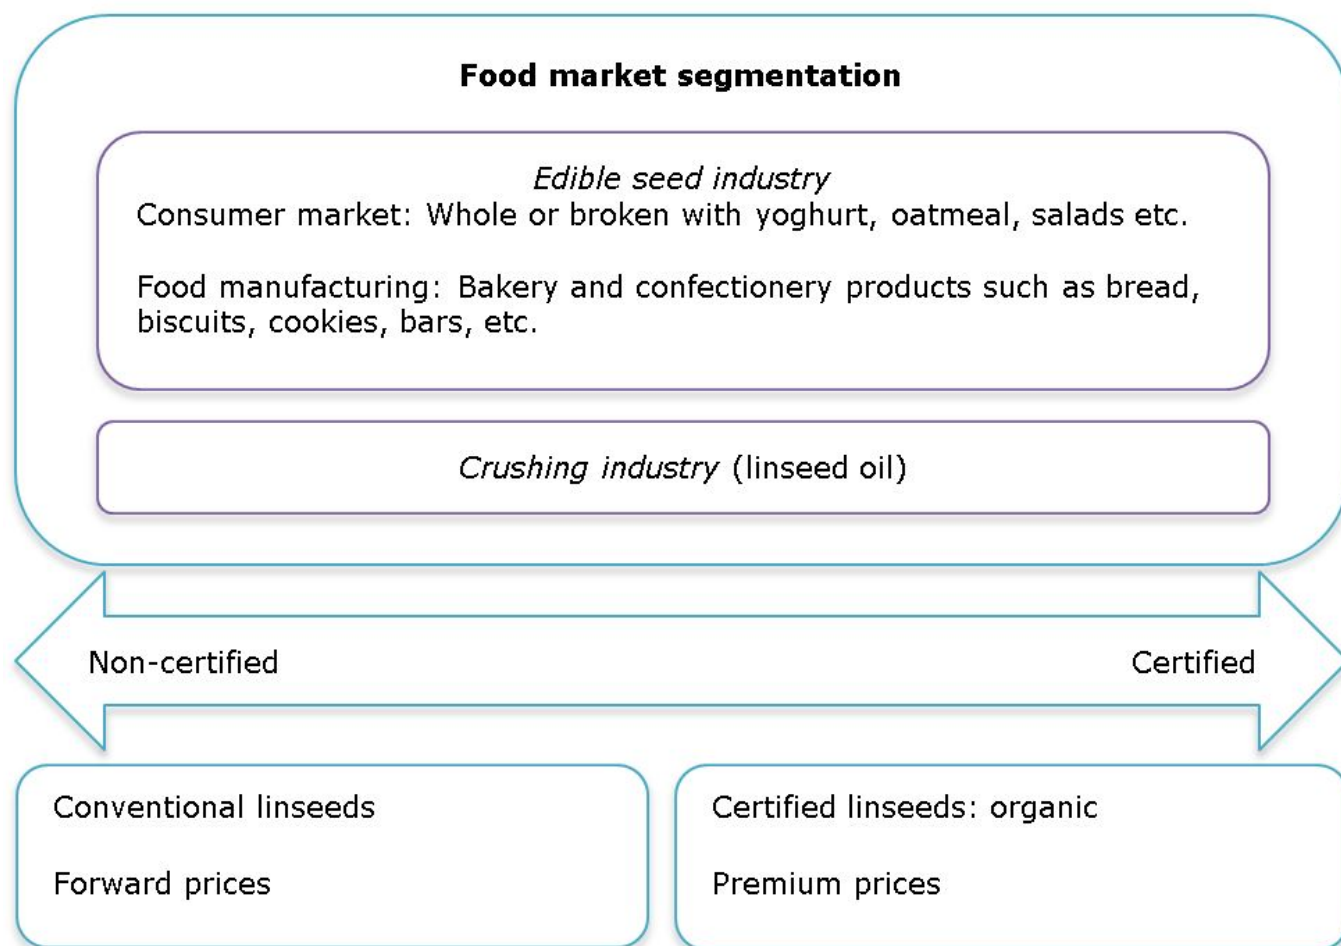 Food market segmentation
Edible seed industry
Consumer market: Whole or broken with yoghurt, oatmeal, salads etc.
Food manufacturing: Bakery and confectionery products such as bread,
biscuits, cookies, bars, etc.
Crushing industry (linseed oil)
Non-certified
Certified
Conventional linseeds
Forward prices
Certified linseeds: organic
Premium prices